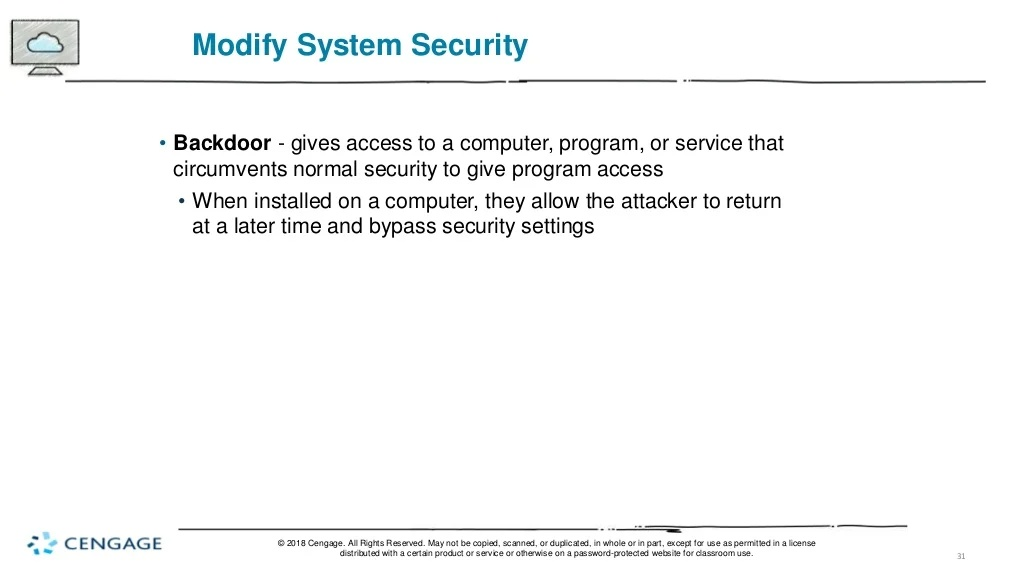 Modify System Security
• Backdoor - gives access to a computer, program, or service that
circumvents normal security to give program access
• When installed on a computer, they allow the attacker to return
at a later time and bypass security settings
CENGAGE
© 2018 Cengage. All Rights Reserved. May not be copied, scanned, or duplicated, in whole or in part, except for use as permitted in a license
distributed with a certain product or service or otherwise on a password-protected website for classroom use.
31